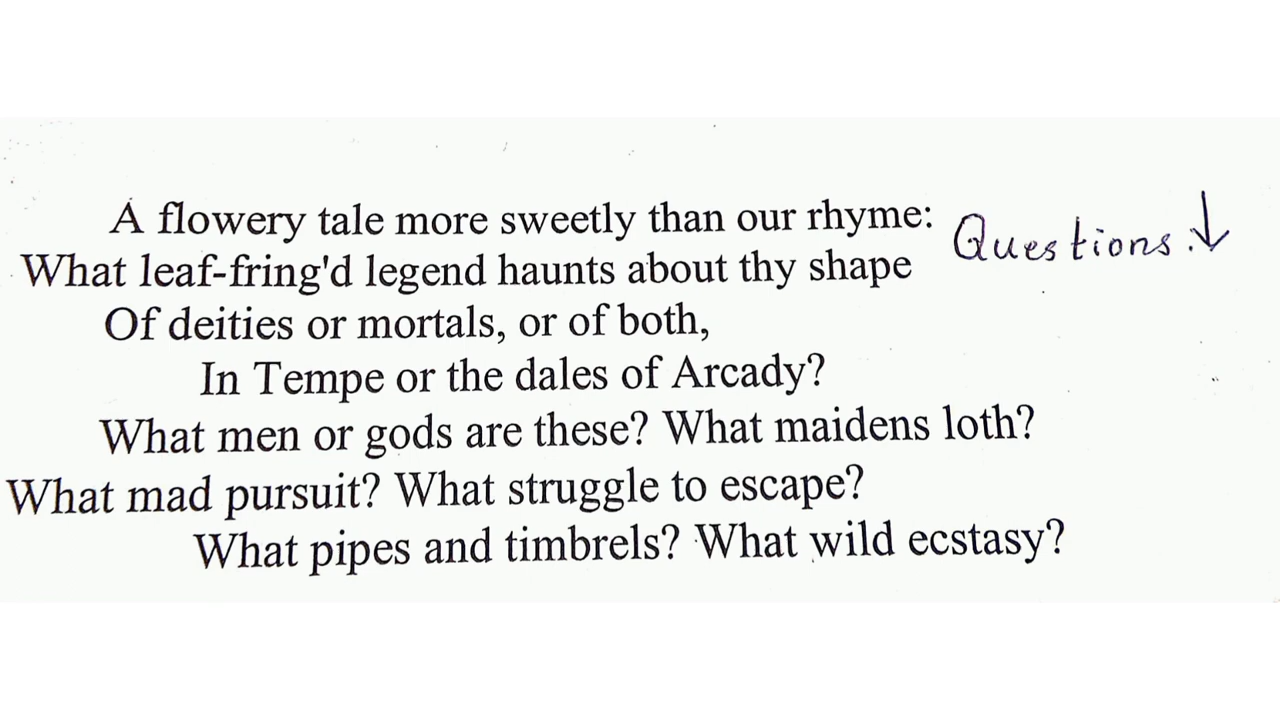 A flowery tale more sweetly than our rhyme:
Questions. ↓
What leaf-fring'd legend haunts about thy shape
Of deities or mortals, or of both,
In Tempe or the dales of Arcady?
What men or gods are these? What maidens loth?
What mad pursuit? What struggle to escape?
What pipes and timbrels? What wild ecstasy?